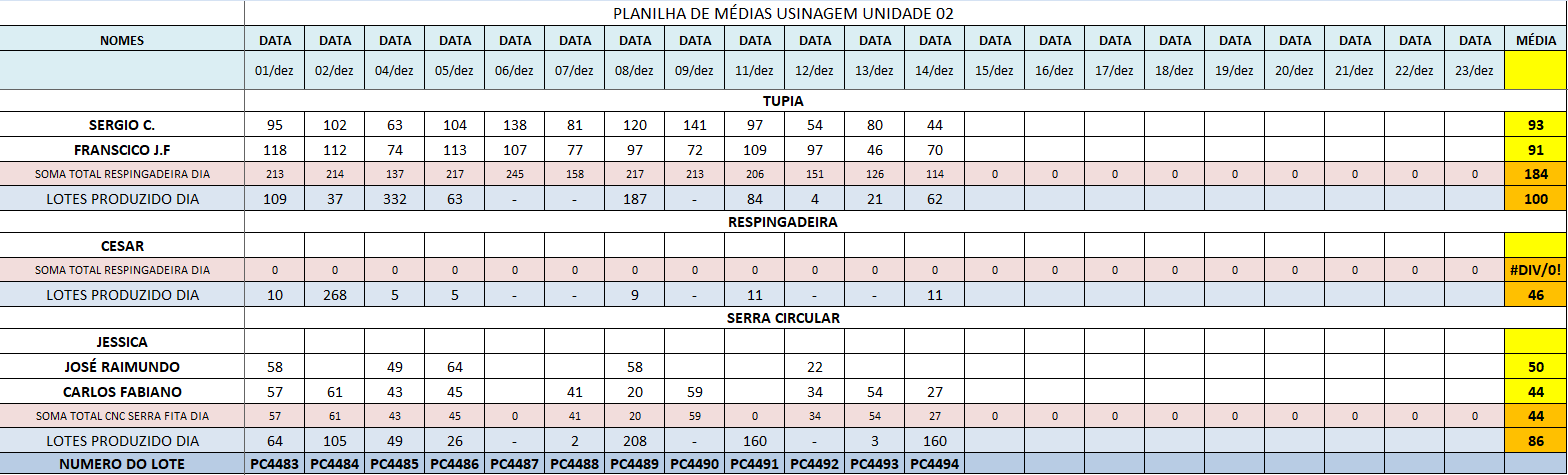 PLANILHA DE MÉDIAS USINAGEM UNIDADE 02
NOMES DATA DATA DATA DATA DATA DATA DATA DATA DATA DATA DATA DATA DATA DATA DATA DATA DATA DATA DATA DATA DATA MÉDIA
01/dez 02/dez 04/dez 05/dez 06/dez 07/dez 08/dez 09/dez 11/dez 12/dez 13/dez 14/dez 15/dez 16/dez 17/dez 18/dez 19/dez 20/dez 21/dez 22/dez 23/dez
TUPIA
SERGIO C. 95 102 63 104 138 81 120 141 97 54 80 44 93
FRANSCICO J.F 118 112 74 113 107 77 97 72 109 97 46 70 91
SOMA TOTAL RESPINGADEIRA DIA 213 214 137 217 245 158 217 213 206 151 126 114 0 0 0 0 0 0 0 0 0 184
LOTES PRODUZIDO DIA 109 37 332 63 - - 187 - 84 4 21 62 100
RESPINGADEIRA
CESAR
SOMA TOTAL RESPINGADEIRA DIA 0 0 0 0 0 0 0 0 0 0 0 0 0 0 0 0 0 0 0 0 0 #DIV/0!
LOTES PRODUZIDO DIA 10 268 5 5 - - 9 - 11 - - 11 46
SERRA CIRCULAR
JESSICA
JOSÉ RAIMUNDO 58 49 64 58 22 50
CARLOS FABIANO 57 61 43 45 41 20 59 34 54 27 44
SOMA TOTAL CNC SERRA FITA DIA 57 61 43 45 0 41 20 59 0 34 54 27 0 0 0 0 0 0 0 0 0 44
LOTES PRODUZIDO DIA 64 105 49 26 - 2 208 - 160 - 3 160 86
NUMERO DO LOTE PC4483 PC4484 PC4485 PC4486 PC4487 PC4488 PC4489 PC4490 PC4491 PC4492 PC4493 PC4494